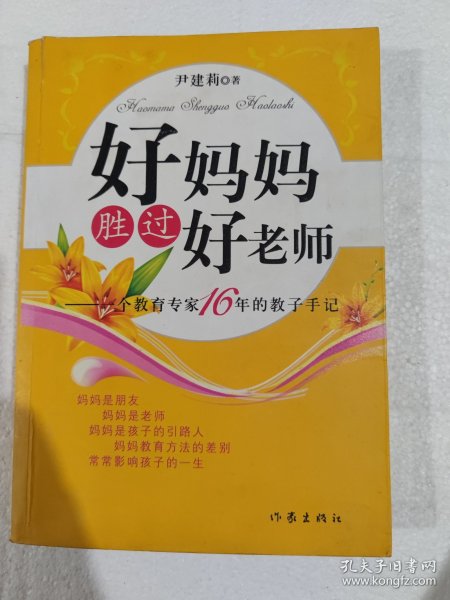 尹建莉◎著
Haomama Shengguo Haolaoshi
好妈妈
胜过好老师
——一个教育专家16年的教子手记
妈妈是朋友
妈妈是老师
妈妈是孩子的引路人
妈妈教育方法的差别
常常影响孩子的一生
作家出版社
孔夫子旧书网
www.kongfz.com